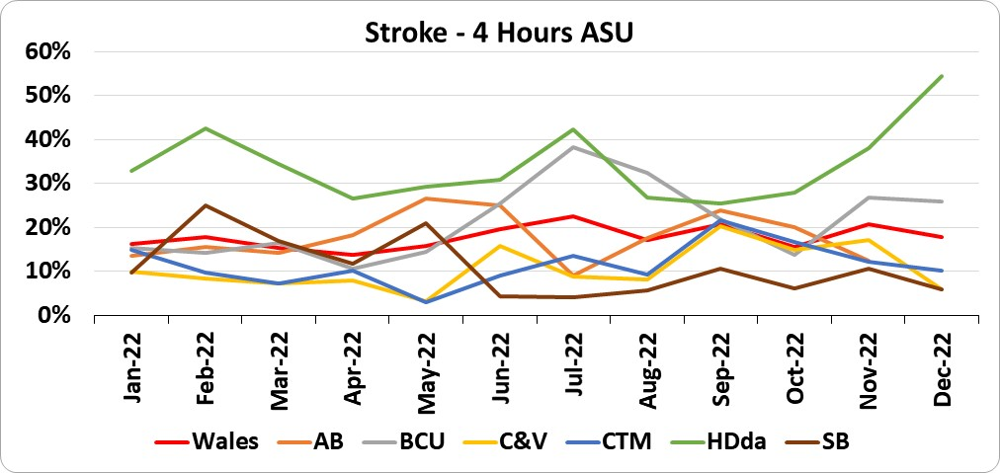 Stroke - 4 Hours ASU
60%
50%
40%
30%
20%
10%
0%
Jan-22 Feb-22 Mar-22 Apr-22 May-22 Jun-22 Jul-22 Aug-22 Sep-22 Oct-22 Nov-22 Dec-22
Wales AB BCU C&V CTM HDda SB